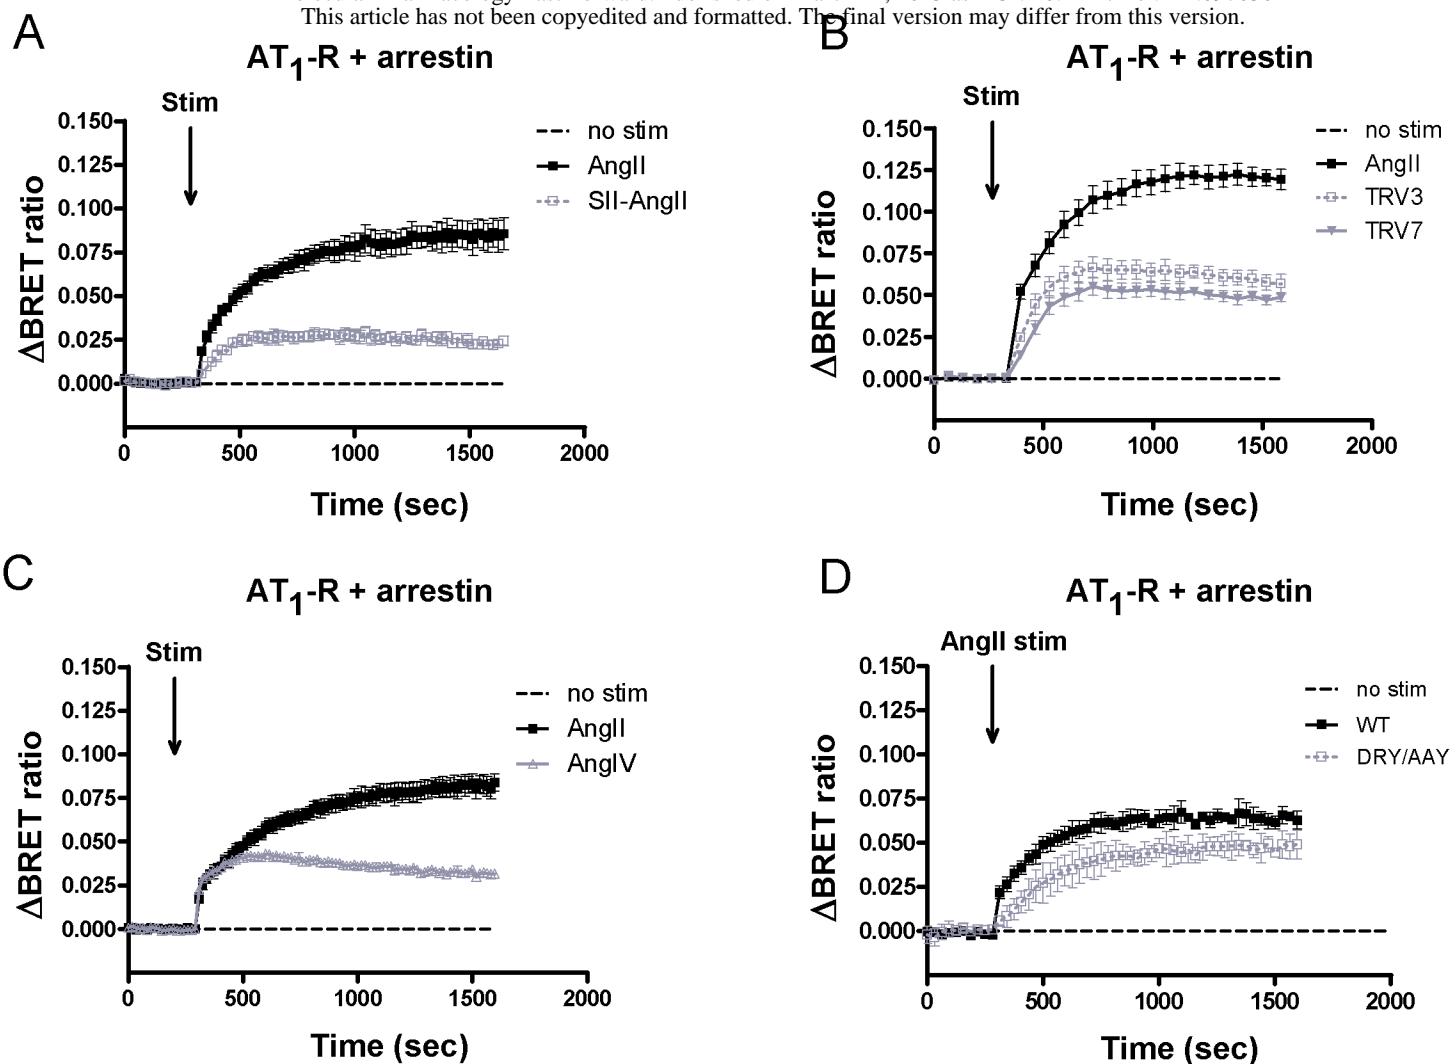 This article has not been copyedited and formatted. The final version may differ from this version.
A
AT1-R + arrestin
Stim
0.150
0.125
0.100
0.075
0.050
0.025
0.000
ΔBRET ratio
no stim
AngII
SII-AngII
0
500
1000
1500
2000
Time (sec)
B
AT1-R + arrestin
Stim
0.150
0.125
0.100
0.075
0.050
0.025
0.000
ΔBRET ratio
no stim
AngII
TRV3
TRV7
0
500
1000
1500
2000
Time (sec)
C
AT1-R + arrestin
Stim
0.150
0.125
0.100
0.075
0.050
0.025
0.000
ΔBRET ratio
no stim
AngII
AngIV
0
500
1000
1500
2000
Time (sec)
D
AT1-R + arrestin
AngII stim
0.150
0.125
0.100
0.075
0.050
0.025
0.000
ΔBRET ratio
no stim
WT
DRY/AAY
0
500
1000
1500
2000
Time (sec)